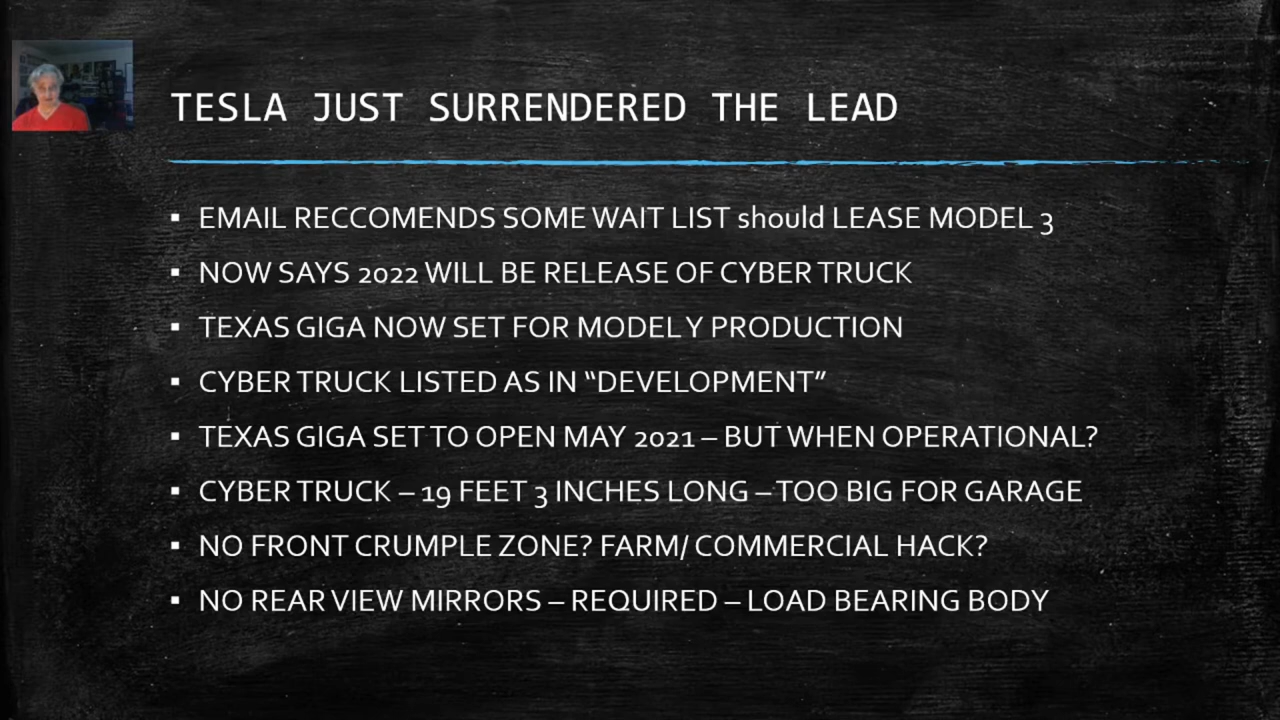 TESLA JUST SURRENDERED THE LEAD
▪ EMAIL RECCOMENDS SOME WAIT LIST should LEASE MODEL 3
▪ NOW SAYS 2022 WILL BE RELEASE OF CYBER TRUCK
▪ TEXAS GIGA NOW SET FOR MODEL Y PRODUCTION
▪ CYBER TRUCK LISTED AS IN “DEVELOPMENT”
▪ TEXAS GIGA SET TO OPEN MAY 2021 – BUT WHEN OPERATIONAL?
▪ CYBER TRUCK – 19 FEET 3 INCHES LONG – TOO BIG FOR GARAGE
▪ NO FRONT CRUMPLE ZONE? FARM/ COMMERCIAL HACK?
▪ NO REAR VIEW MIRRORS – REQUIRED – LOAD BEARING BODY